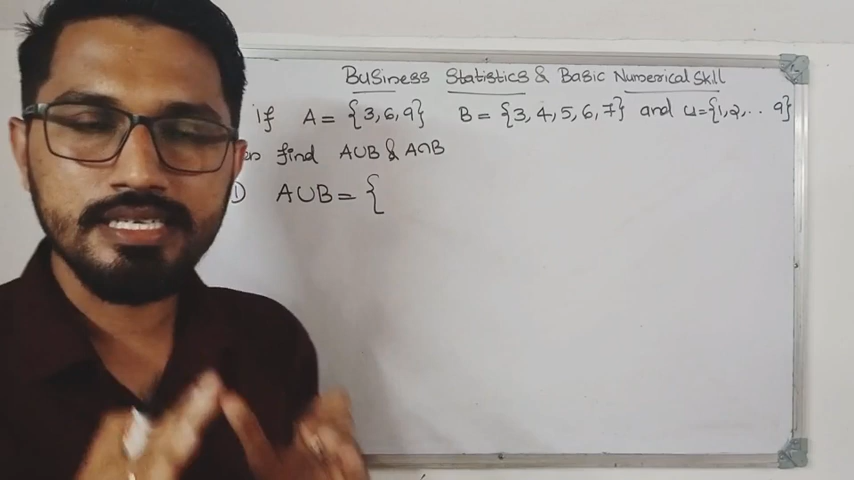 Business Statistics & Basic Numerical Skill
if A = {3,6,9} B = {3,4,5,6,7} and U={1,2,.. 9}
find AUB & A∩B
① AUB = {